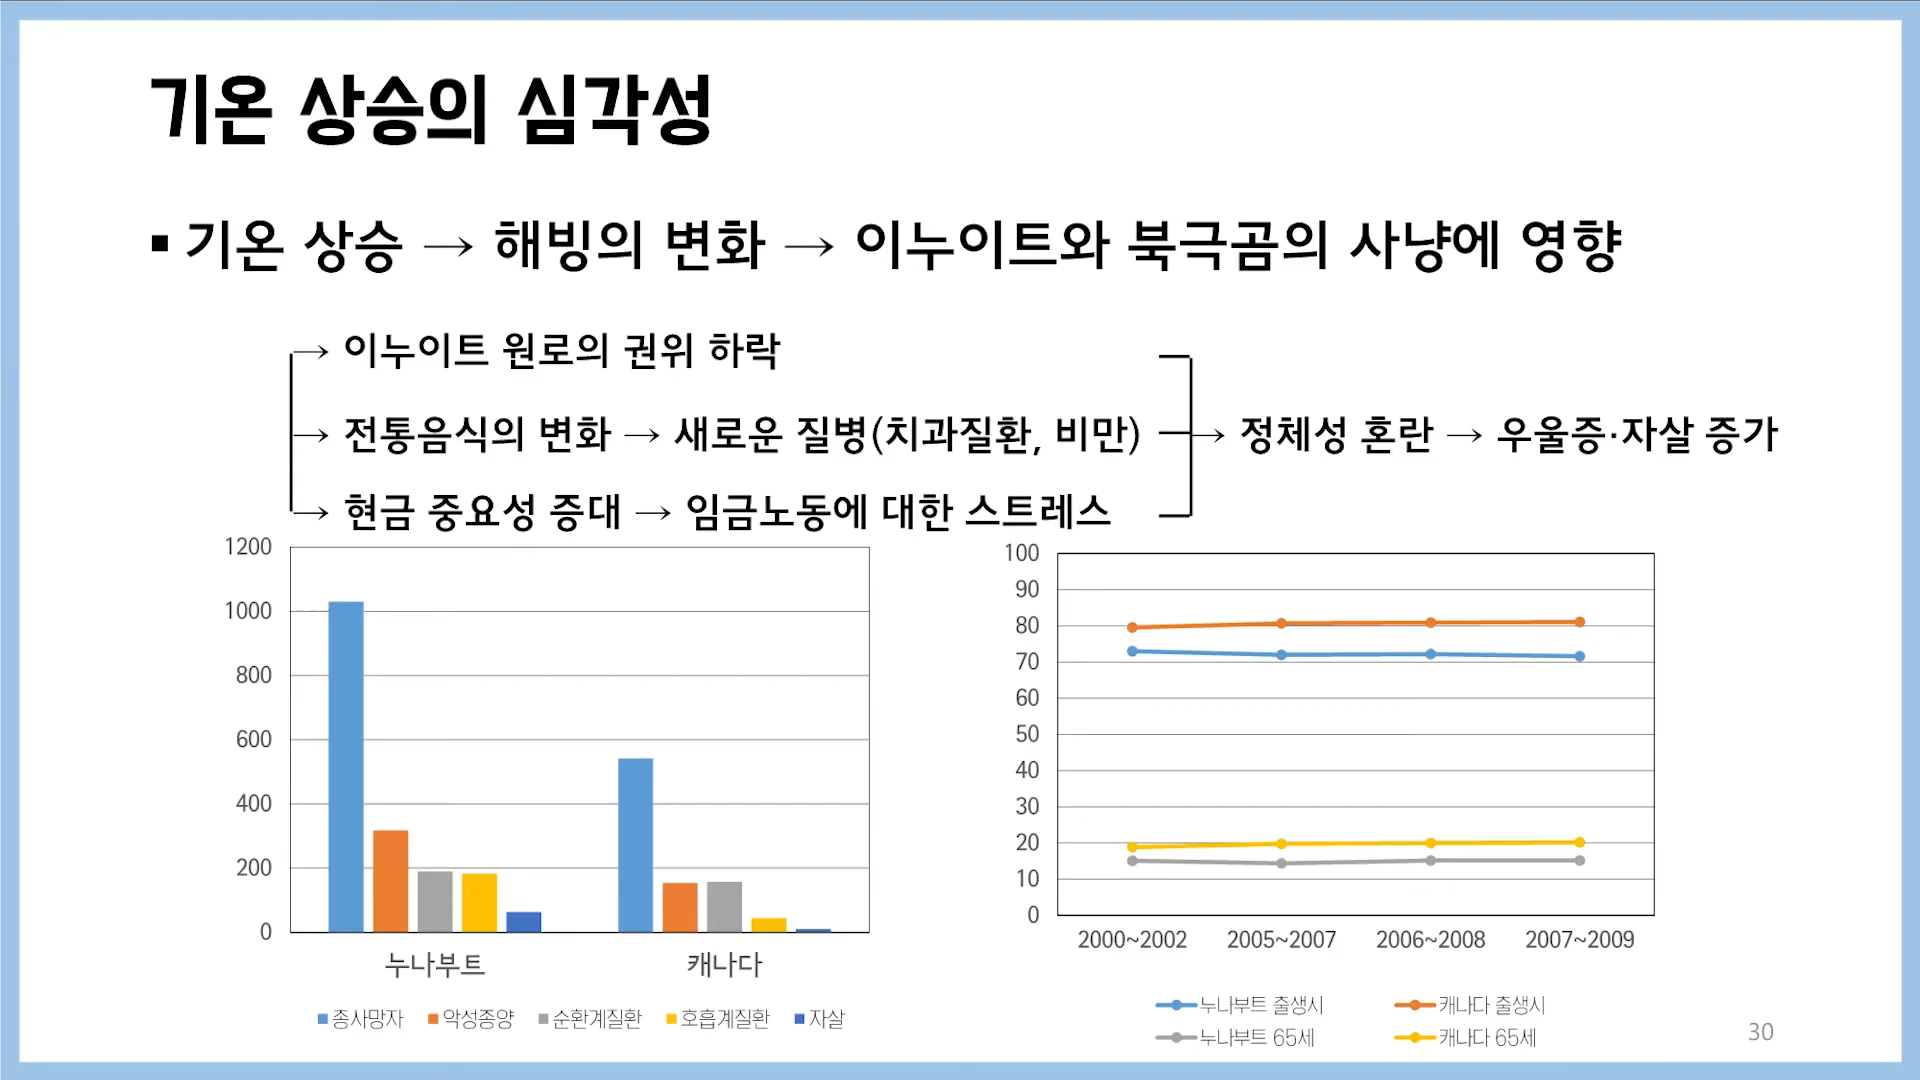 기온 상승의 심각성
▪ 기온 상승 → 해빙의 변화 → 이누이트와 북극곰의 사냥에 영향
→ 이누이트 원로의 권위 하락
→ 전통음식의 변화 → 새로운 질병(치과질환, 비만) → 정체성 혼란 → 우울증·자살 증가
→ 현금 중요성 증대 → 임금노동에 대한 스트레스
1200
1000
800
600
400
200
0
누나부트 캐나다
총사망자 악성종양 순환계질환 호흡계질환 자살
100
90
80
70
60
50
40
30
20
10
0
2000~2002 2005~2007 2006~2008 2007~2009
누나부트 출생시 캐나다 출생시
누나부트 65세 캐나다 65세
30